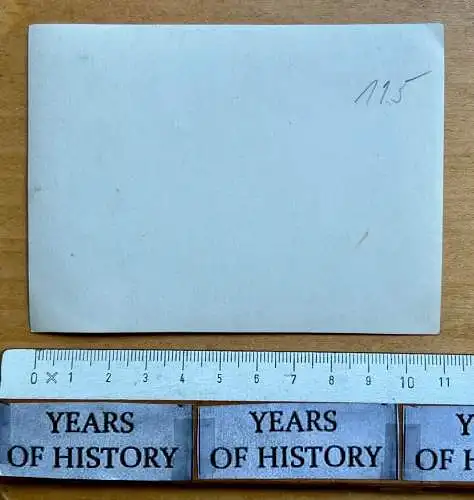 115
0 1 2 3 4 5 6 7 8 9 10 11
YEARS YEARS Y
OF HISTORY OF HISTORY OF H